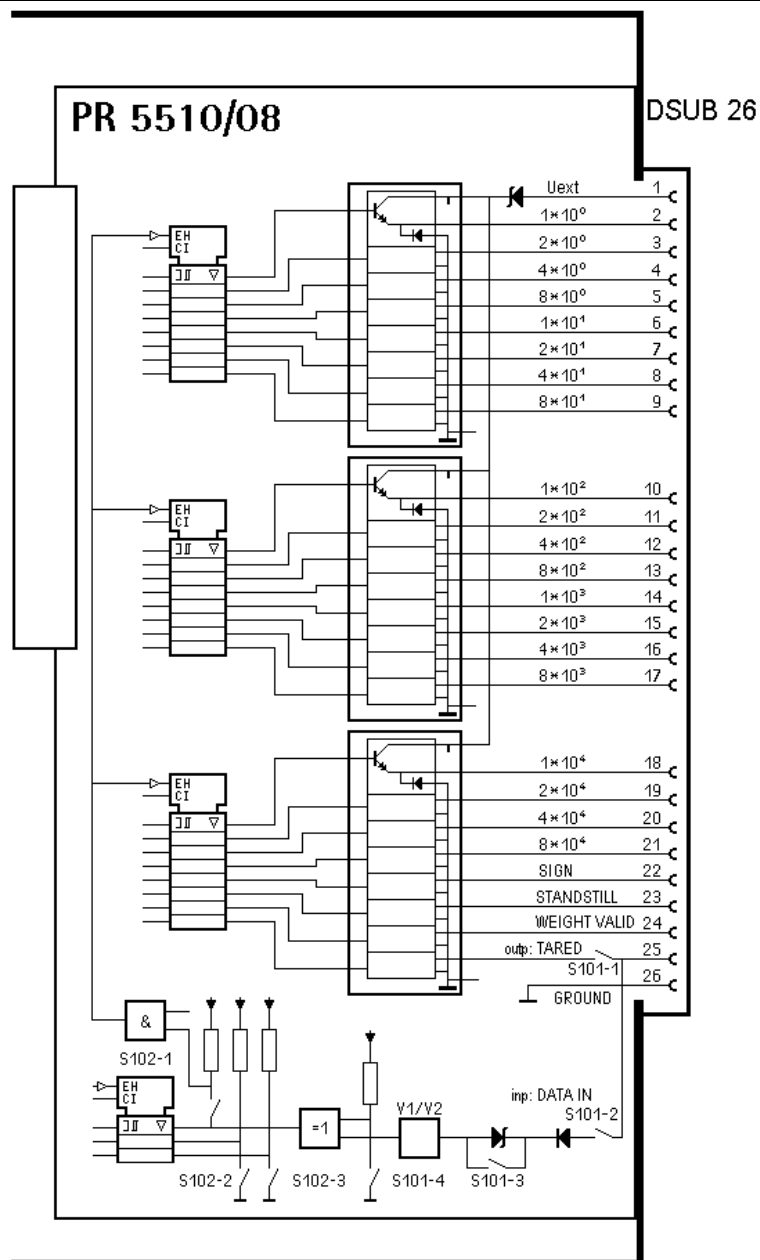 PR 5510/08
DSUB 26
Uext 1
1*10⁰ 2
2*10⁰ 3
4*10⁰ 4
8*10⁰ 5
1*10¹ 6
2*10¹ 7
4*10¹ 8
8*10¹ 9
EH
CI
1*10² 10
2*10² 11
4*10² 12
8*10² 13
1*10³ 14
2*10³ 15
4*10³ 16
8*10³ 17
EH
CI
1*10⁴ 18
2*10⁴ 19
4*10⁴ 20
8*10⁴ 21
SIGN 22
STANDSTILL 23
WEIGHT VALID 24
outp: TARED 25
S101-1
26
GROUND
EH
CI
&
S102-1
EH
CI
=1
V1/V2
inp: DATA IN
S101-2
S102-2
S102-3
S101-4
S101-3